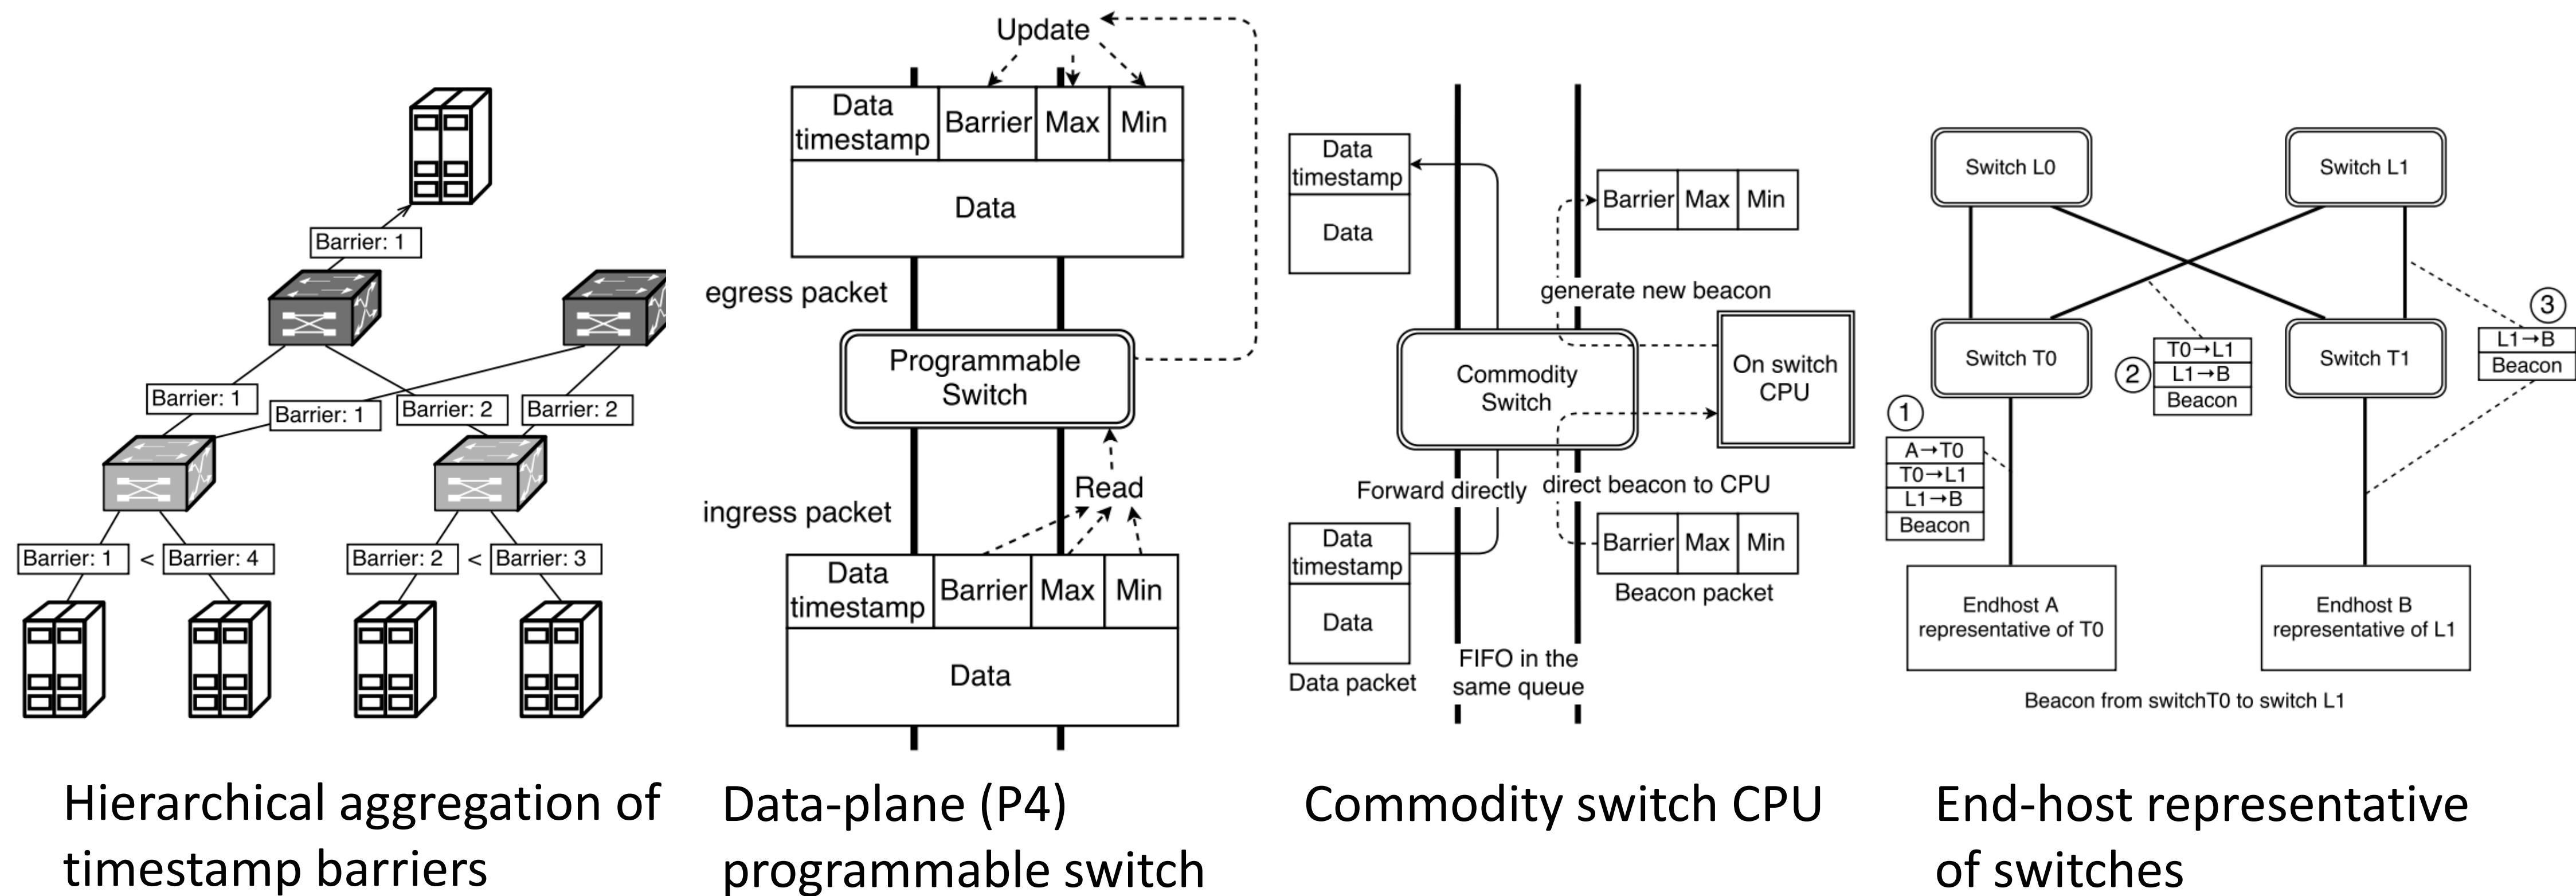 Barrier: 1
Barrier: 1
Barrier: 1
Barrier: 2
Barrier: 2
Barrier: 1
<
Barrier: 4
Barrier: 2
<
Barrier: 3
Hierarchical aggregation of
timestamp barriers
Update
Data
timestamp
Barrier
Max
Min
Data
egress packet
Programmable
Switch
Read
ingress packet
Data
timestamp
Barrier
Max
Min
Data
Data-plane (P4)
programmable switch
Data
timestamp
Data
Barrier
Max
Min
generate new beacon
Commodity
Switch
On switch
CPU
Forward directly
direct beacon to CPU
Data
timestamp
Data
Data packet
Barrier
Max
Min
Beacon packet
FIFO in the
same queue
Commodity switch CPU
Switch L0
Switch L1
Switch T0
Switch T1
1
A→T0
T0→L1
L1→B
Beacon
2
T0→L1
L1→B
Beacon
3
L1→B
Beacon
Endhost A
representative of T0
Endhost B
representative of L1
Beacon from switchT0 to switch L1
End-host representative
of switches